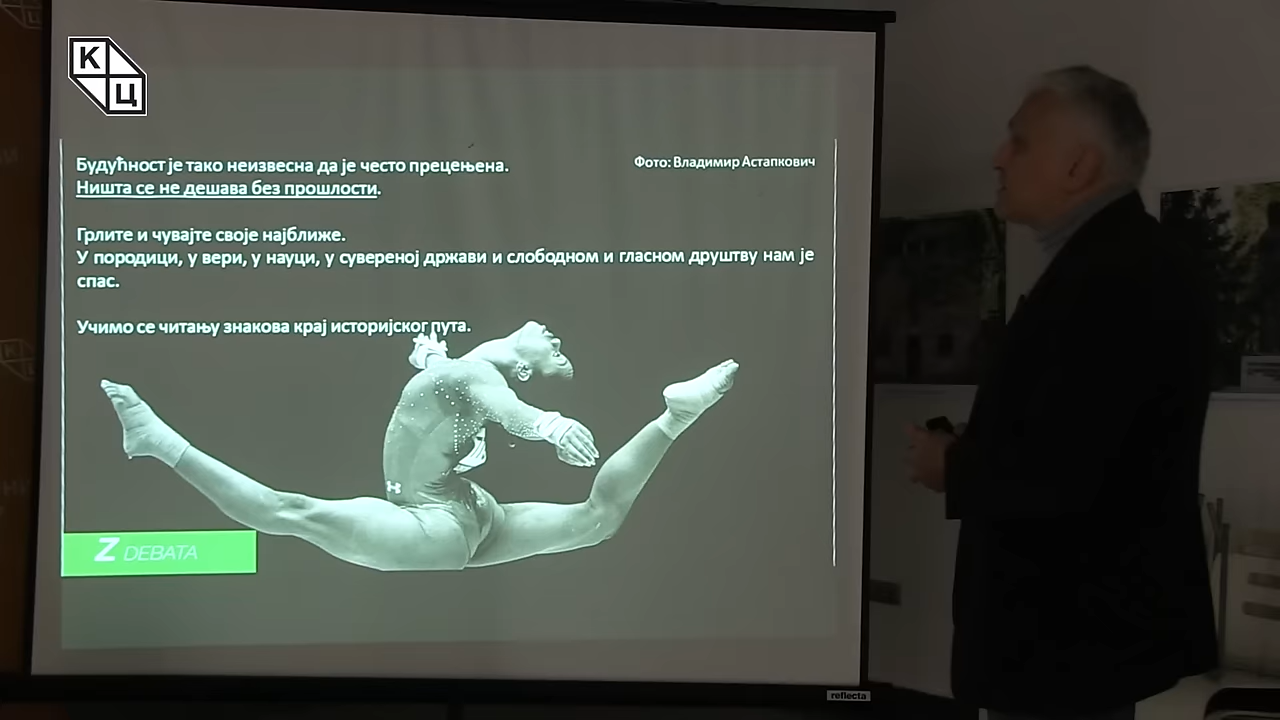 К
Ц
Будућност је тако неизвесна да је често прецењена.
Фото: Владимир Астапкович
Ништа се не дешава без прошлости.
Грлите и чувајте своје најближе.
У породици, у вери, у науци, у сувереној држави и слободном и гласном друштву нам је
спас.
Учимо се читању знакова крај историјског пута.
Z DEBATA
reflecta